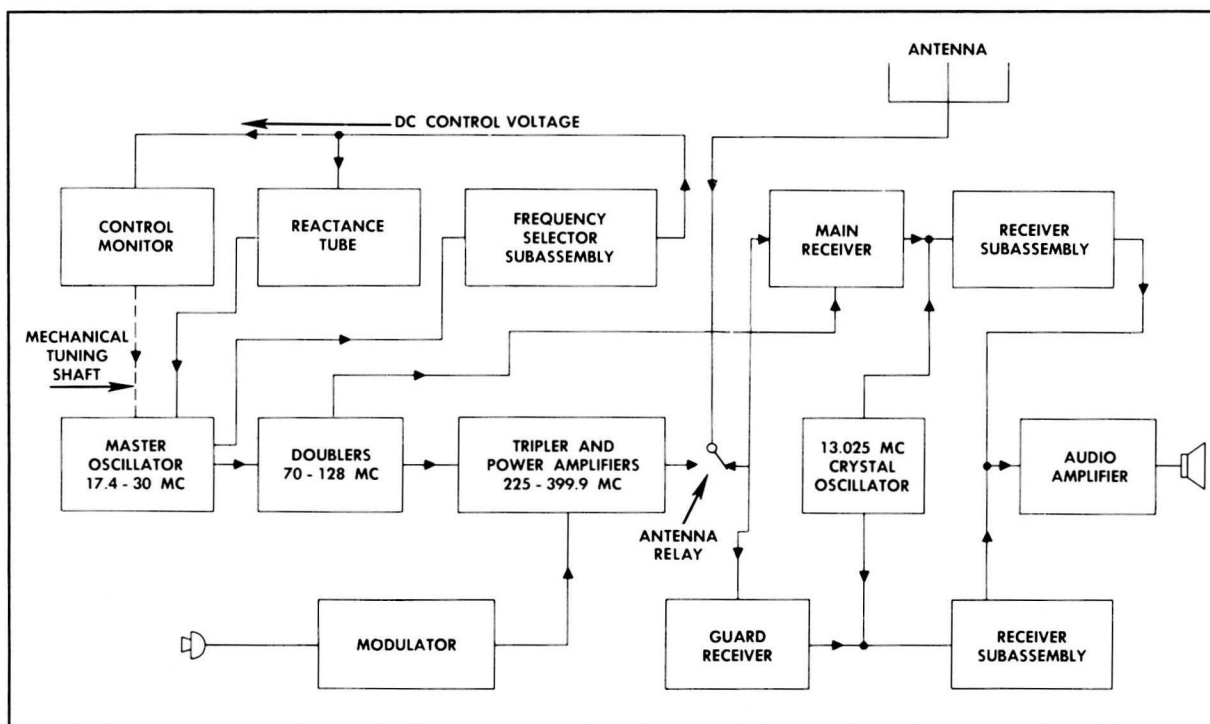 ANTENNA
DC CONTROL VOLTAGE
CONTROL
MONITOR
REACTANCE
TUBE
FREQUENCY
SELECTOR
SUBASSEMBLY
MAIN
RECEIVER
RECEIVER
SUBASSEMBLY
MECHANICAL
TUNING
SHAFT
MASTER
OSCILLATOR
17.4 - 30 MC
DOUBLERS
70 - 128 MC
TRIPLER AND
POWER AMPLIFIERS
225 - 399.9 MC
ANTENNA
RELAY
13.025 MC
CRYSTAL
OSCILLATOR
AUDIO
AMPLIFIER
MODULATOR
GUARD
RECEIVER
RECEIVER
SUBASSEMBLY